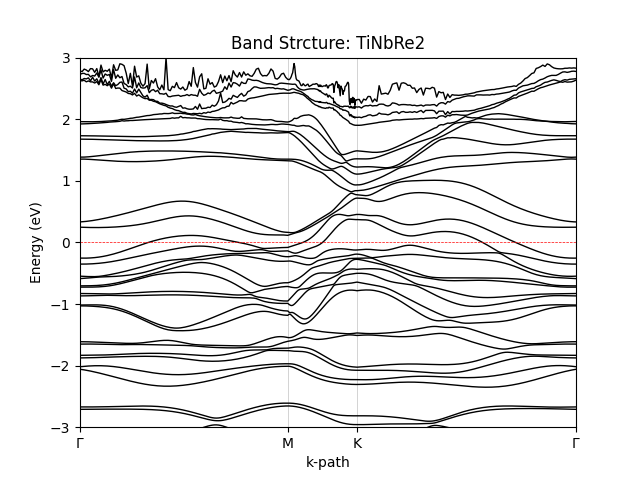 Band Strcture: TiNbRe2
3
2
1
0
−1
−2
−3
Energy (eV)
Γ M K Γ
k-path